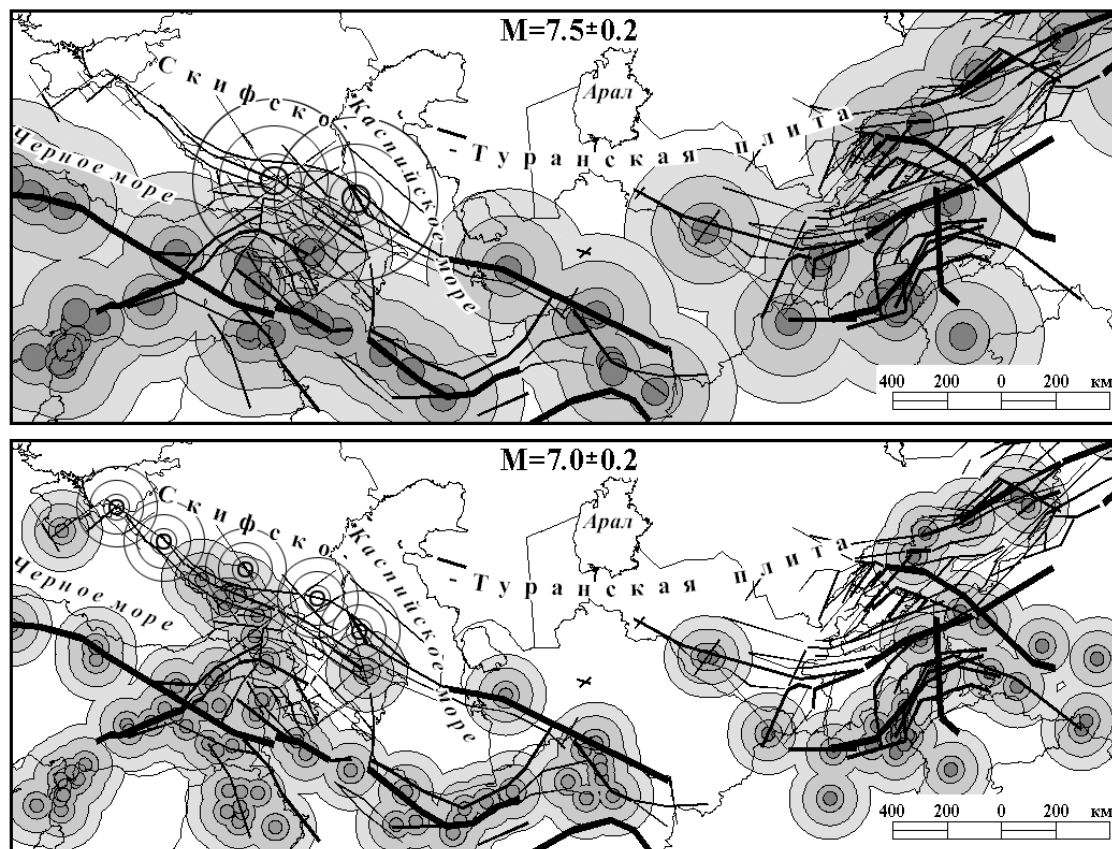 M=7.5±0.2
Скифско-
Каспийское море
Арал
-Туранская плита
Черное море
400 200 0 200 км
M=7.0±0.2
Скифско-
Каспийское море
Арал
-Туранская плита
Черное море
400 200 0 200 км